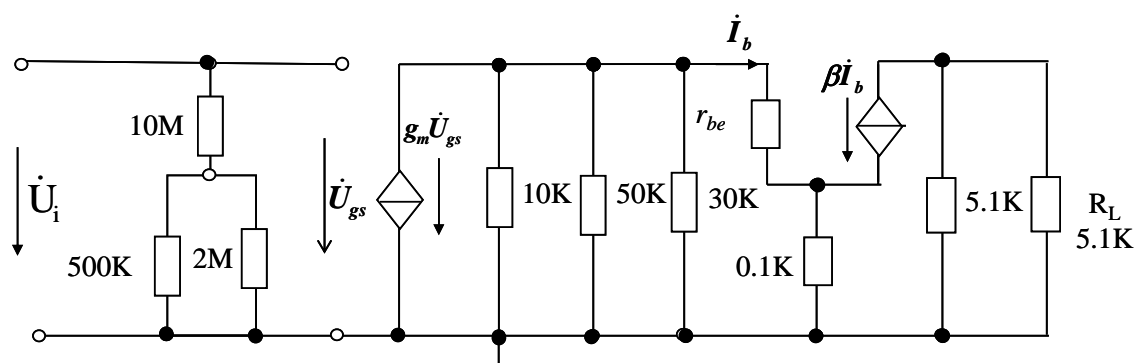 İ_b
βİ_b
10M
r_be
g_m U̇_gs
U̇_i
U̇_gs
10K
50K
30K
5.1K
R_L
5.1K
500K
2M
0.1K